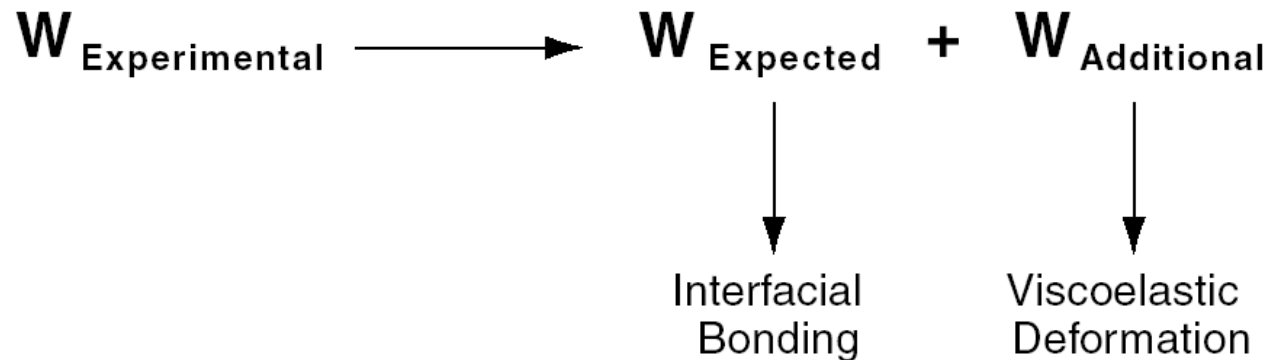 W Experimental W Expected + W Additional
Interfacial Viscoelastic
Bonding Deformation